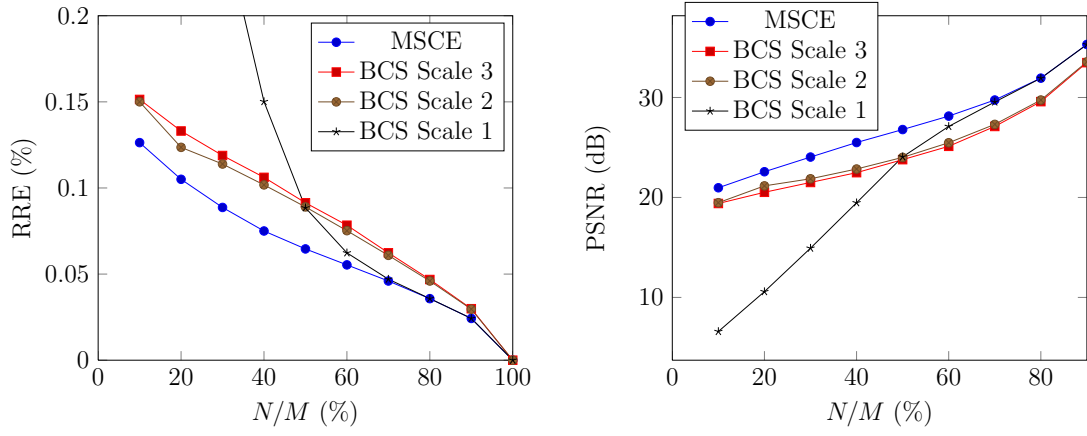 0.2
0.15
0.1
0.05
0
RRE (%)
MSCE
BCS Scale 3
BCS Scale 2
BCS Scale 1
0 20 40 60 80 100
N/M (%)
30
20
10
PSNR (dB)
MSCE
BCS Scale 3
BCS Scale 2
BCS Scale 1
0 20 40 60 80
N/M (%)